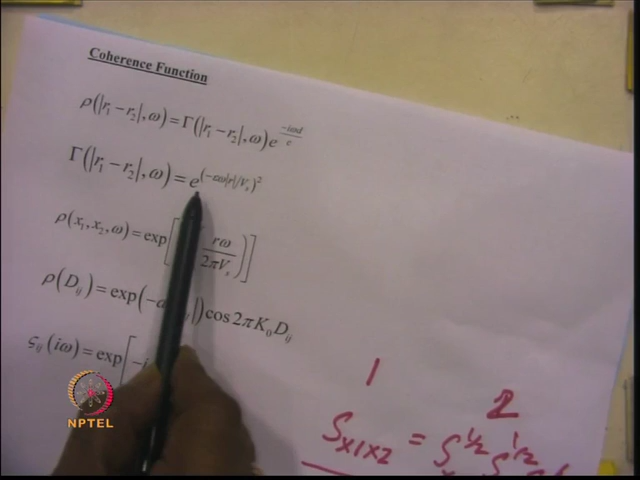 Coherence Function
ρ(|r₁ − r₂|, ω) = Γ(|r₁ − r₂|, ω) e^(−iωd/c)
Γ(|r₁ − r₂|, ω) = e^(−αω|r|/Vₛ)²
ρ(x₁, x₂, ω) = exp[ rω/2πVₛ)]
ρ(Dᵢⱼ) = exp(− |) cos 2πK₀Dᵢⱼ
ςᵢⱼ(iω) = exp[−i
1 2
Sx1x2 = S^1/2 S^1/2
NPTEL